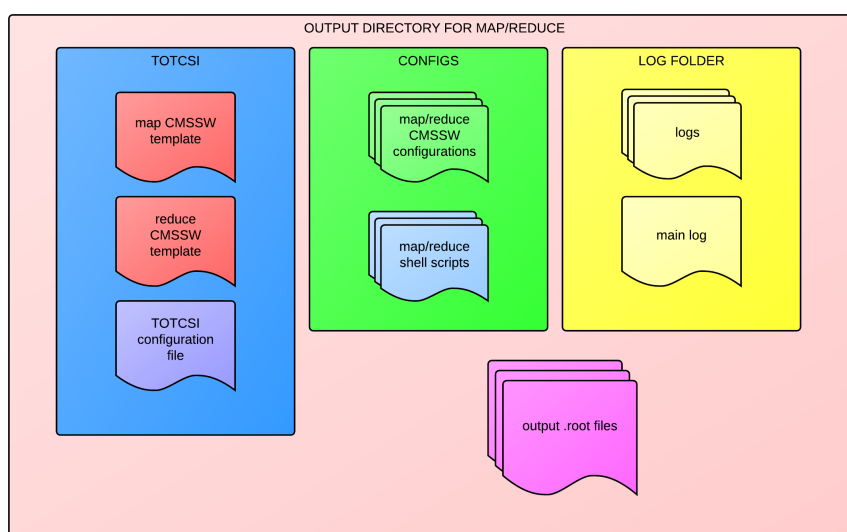 OUTPUT DIRECTORY FOR MAP/REDUCE
TOTCSI
map CMSSW
template
reduce
CMSSW
template
TOTCSI
configuration
file
CONFIGS
map/reduce
CMSSW
configurations
map/reduce
shell scripts
LOG FOLDER
logs
main log
output .root files